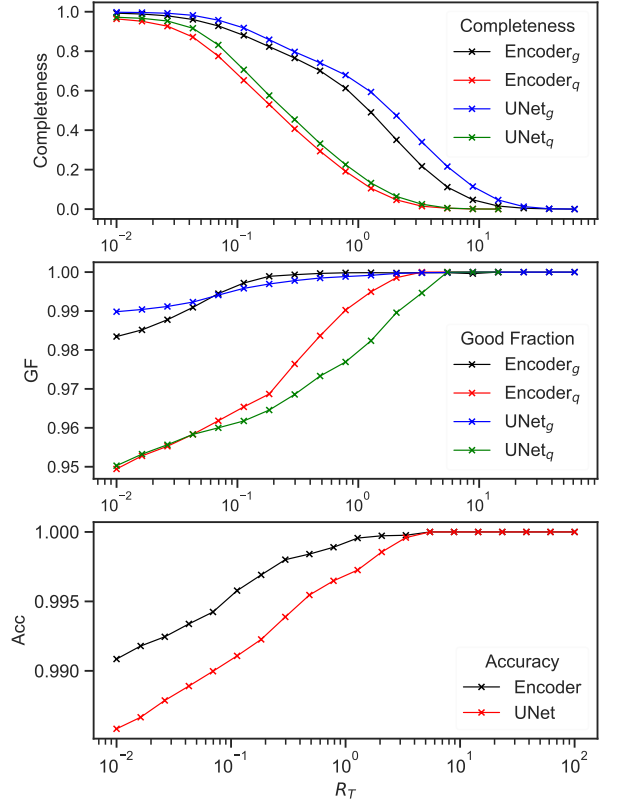 1.0
0.8
0.6
0.4
0.2
0.0
Completeness
Completeness
Encoder_g
Encoder_q
UNet_g
UNet_q
10^-2
10^-1
10^0
10^1
1.00
0.99
0.98
0.97
0.96
0.95
GF
Good Fraction
Encoder_g
Encoder_q
UNet_g
UNet_q
10^-2
10^-1
10^0
10^1
1.000
0.995
0.990
Acc
Accuracy
Encoder
UNet
10^-2
10^-1
10^0
10^1
10^2
R_T